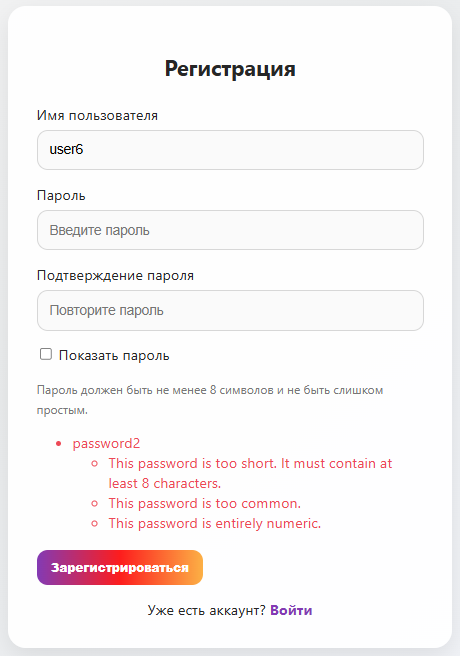 Регистрация
Имя пользователя
user6
Пароль
Введите пароль
Подтверждение пароля
Повторите пароль
Показать пароль
Пароль должен быть не менее 8 символов и не быть слишком
простым.
password2
This password is too short. It must contain at
least 8 characters.
This password is too common.
This password is entirely numeric.
Зарегистрироваться
Уже есть аккаунт? Войти